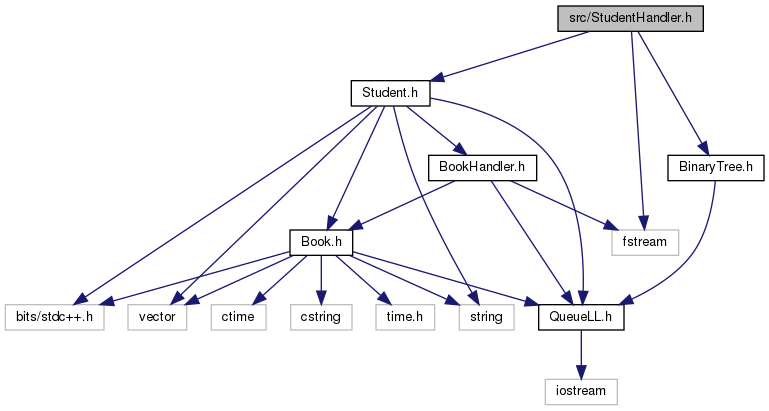 src/StudentHandler.h
Student.h
BookHandler.h
BinaryTree.h
Book.h
fstream
bits/stdc++.h
vector
ctime
cstring
time.h
string
QueueLL.h
iostream